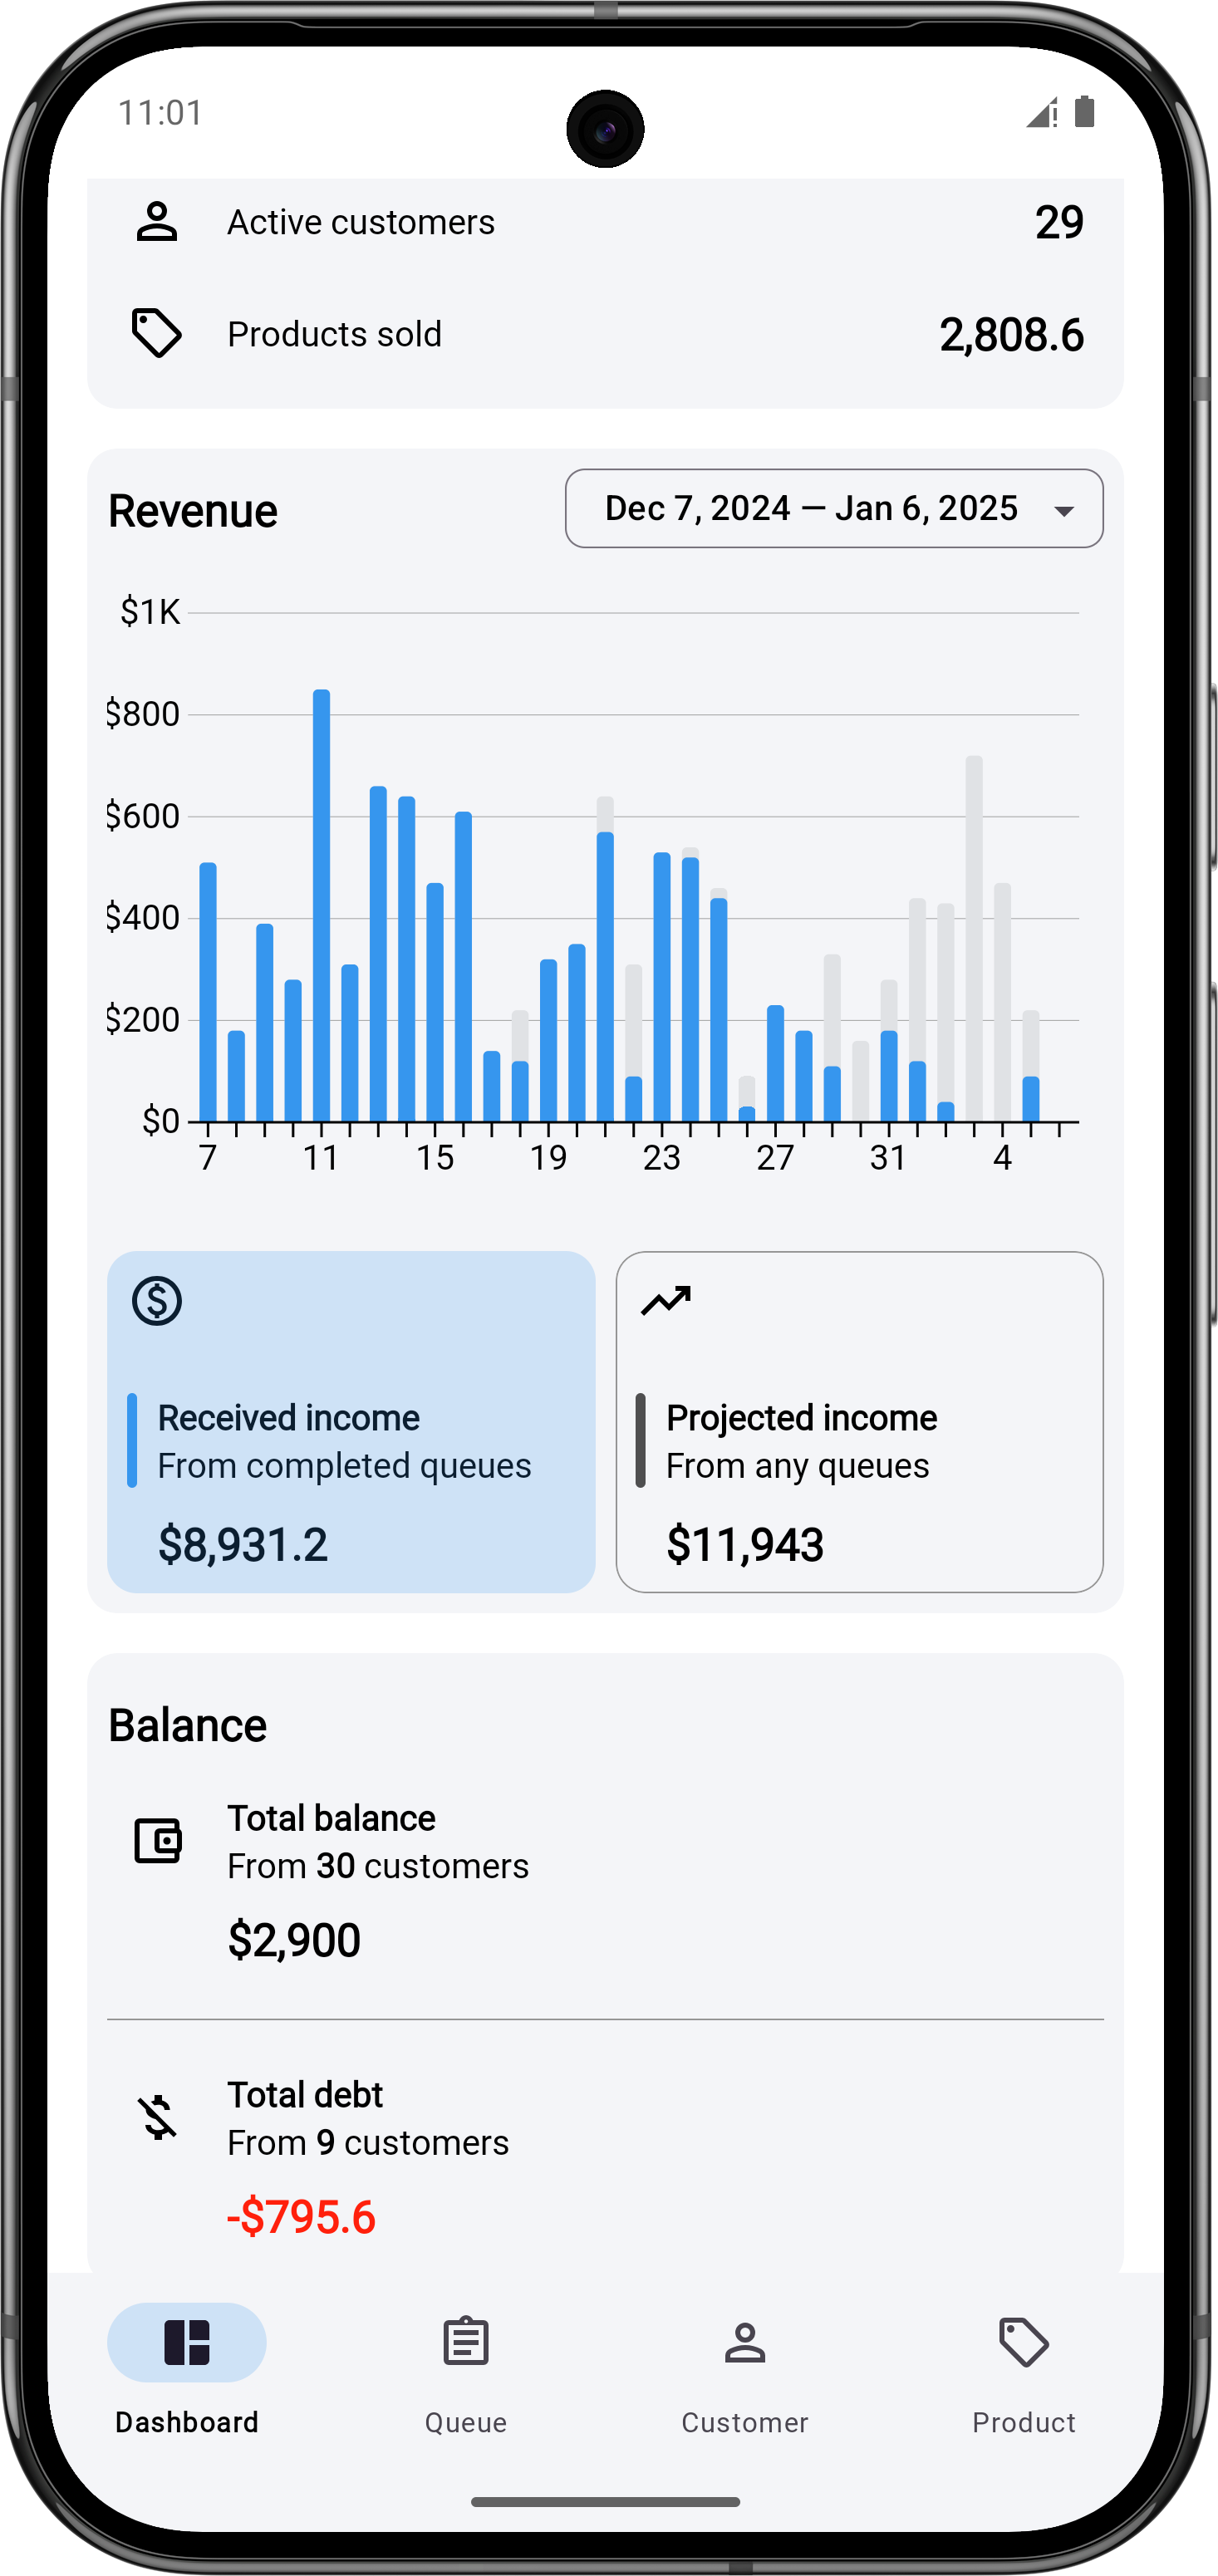 11:01
Active customers 29
Products sold 2,808.6
Revenue Dec 7, 2024 — Jan 6, 2025
$1K
$800
$600
$400
$200
$0
7 11 15 19 23 27 31 4
Received income
From completed queues
$8,931.2
Projected income
From any queues
$11,943
Balance
Total balance
From 30 customers
$2,900
Total debt
From 9 customers
-$795.6
Dashboard Queue Customer Product